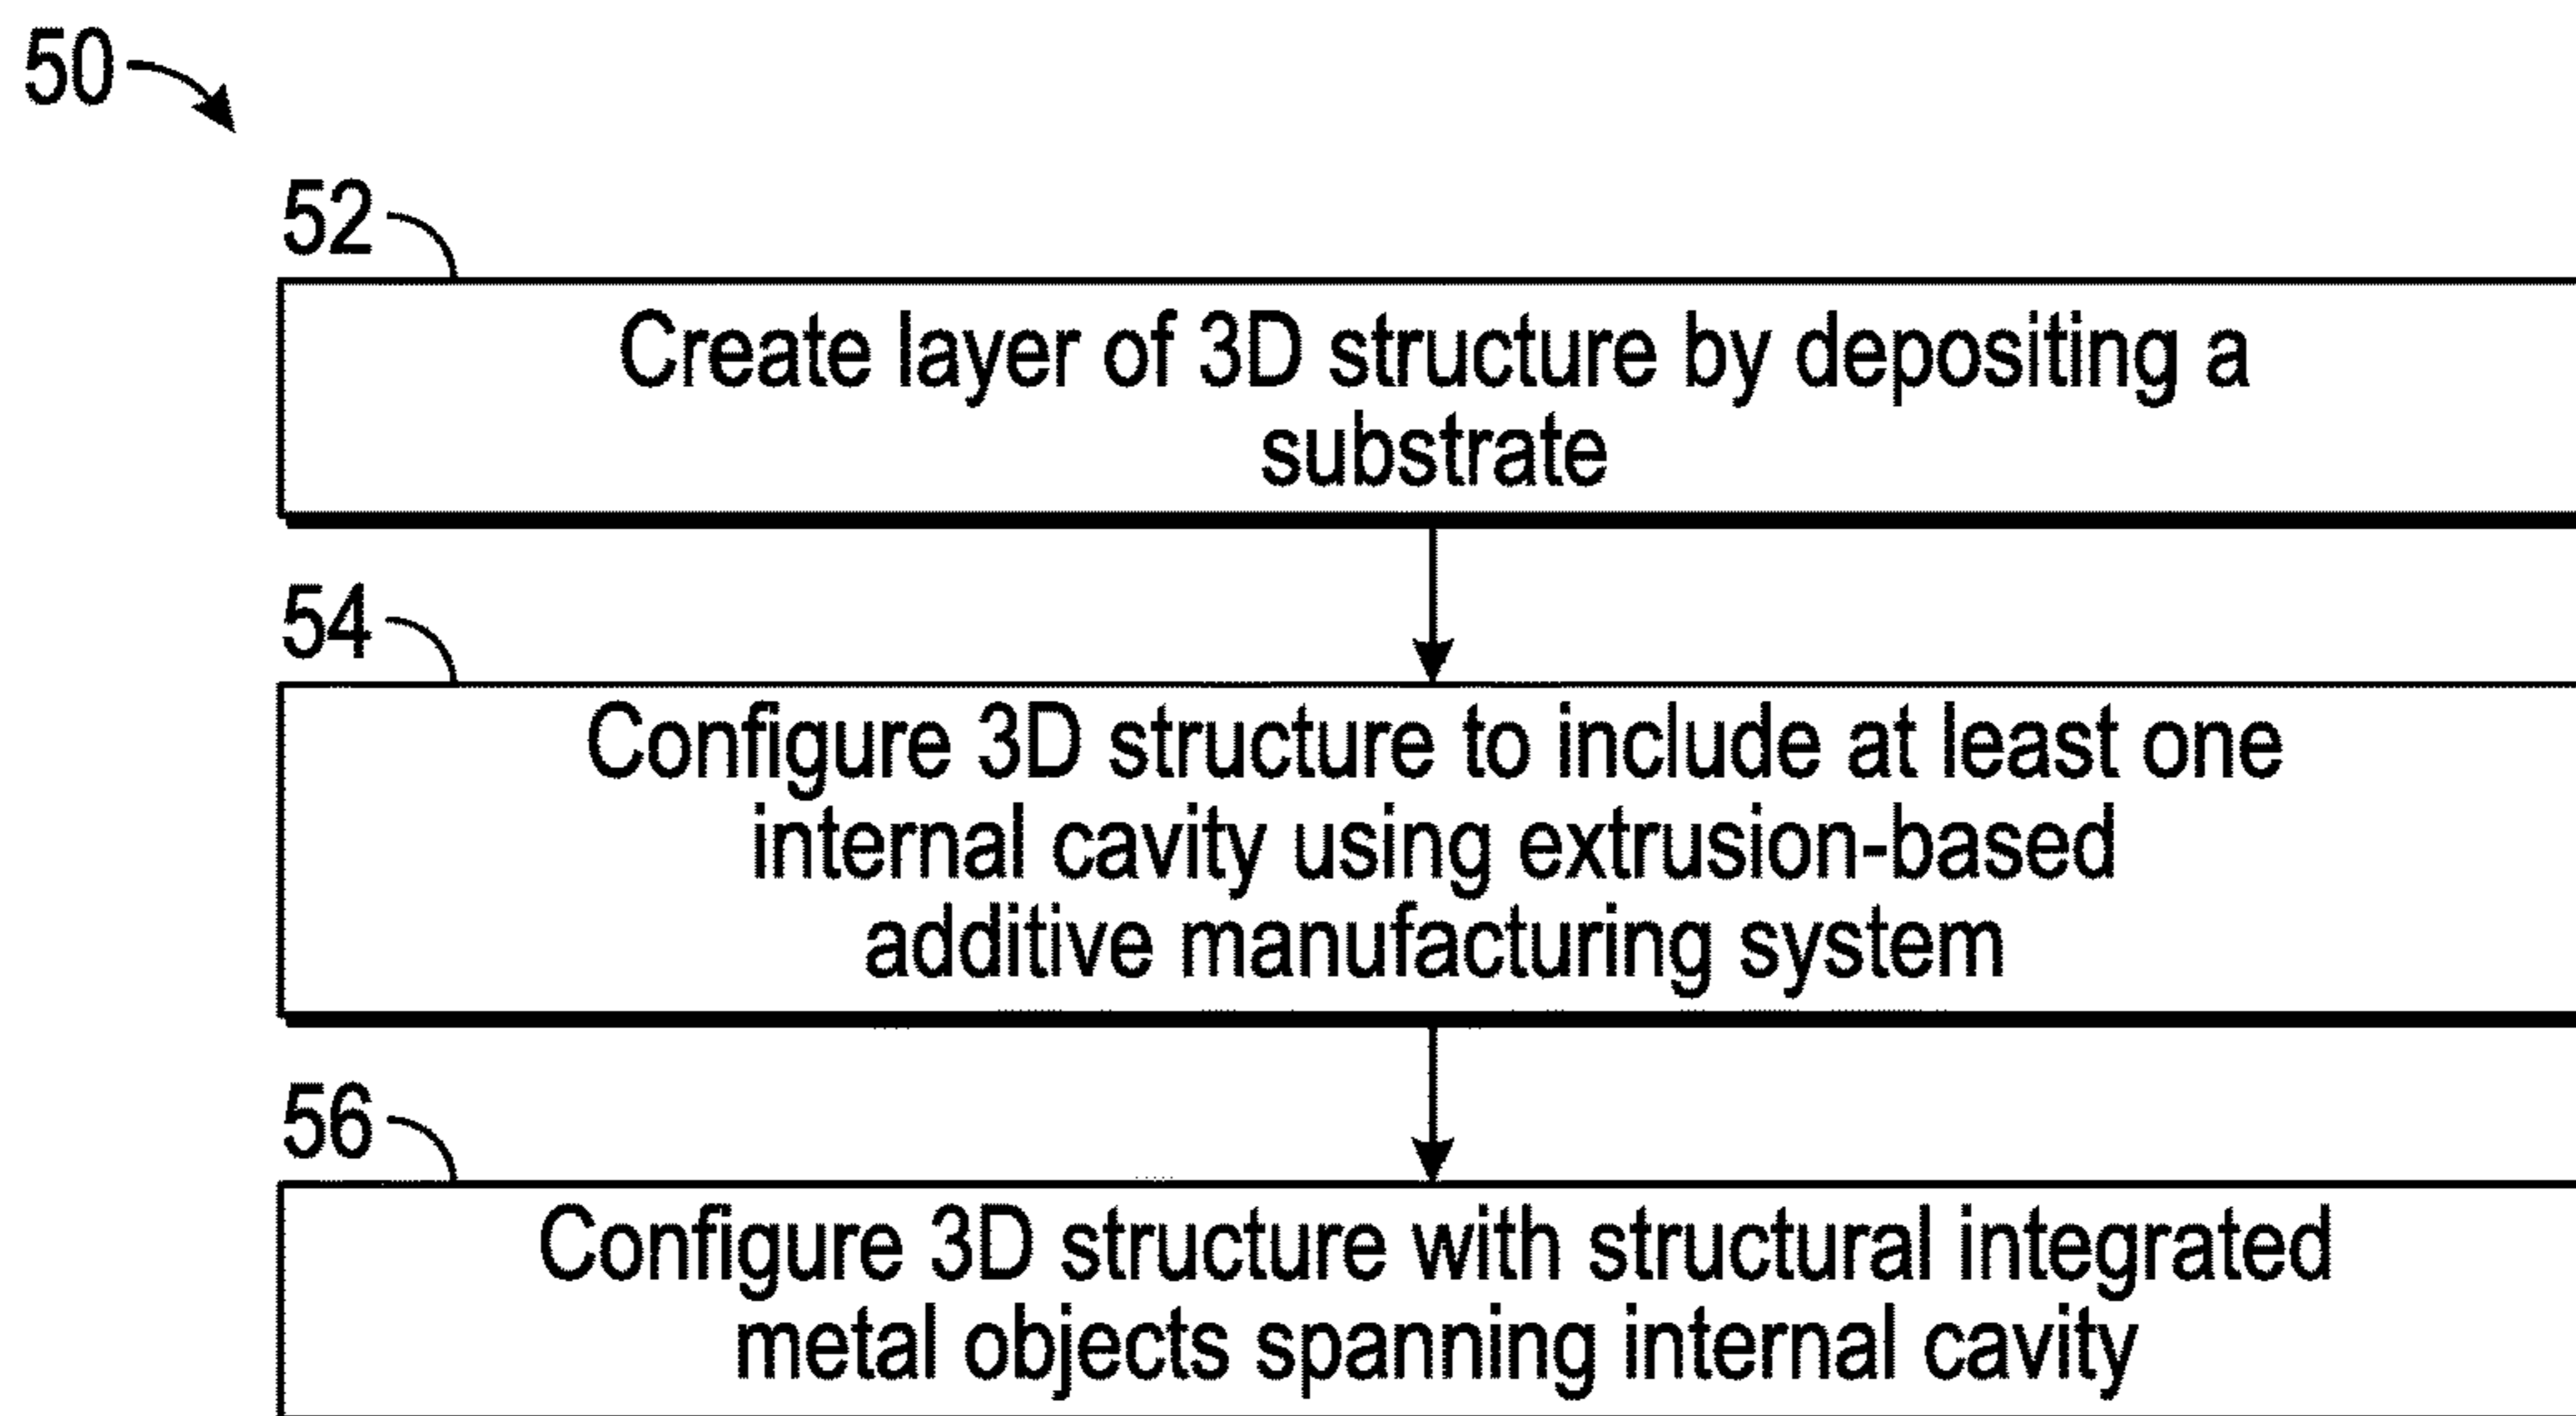 50
52
Create layer of 3D structure by depositing a
substrate
54
Configure 3D structure to include at least one
internal cavity using extrusion-based
additive manufacturing system
56
Configure 3D structure with structural integrated
metal objects spanning internal cavity